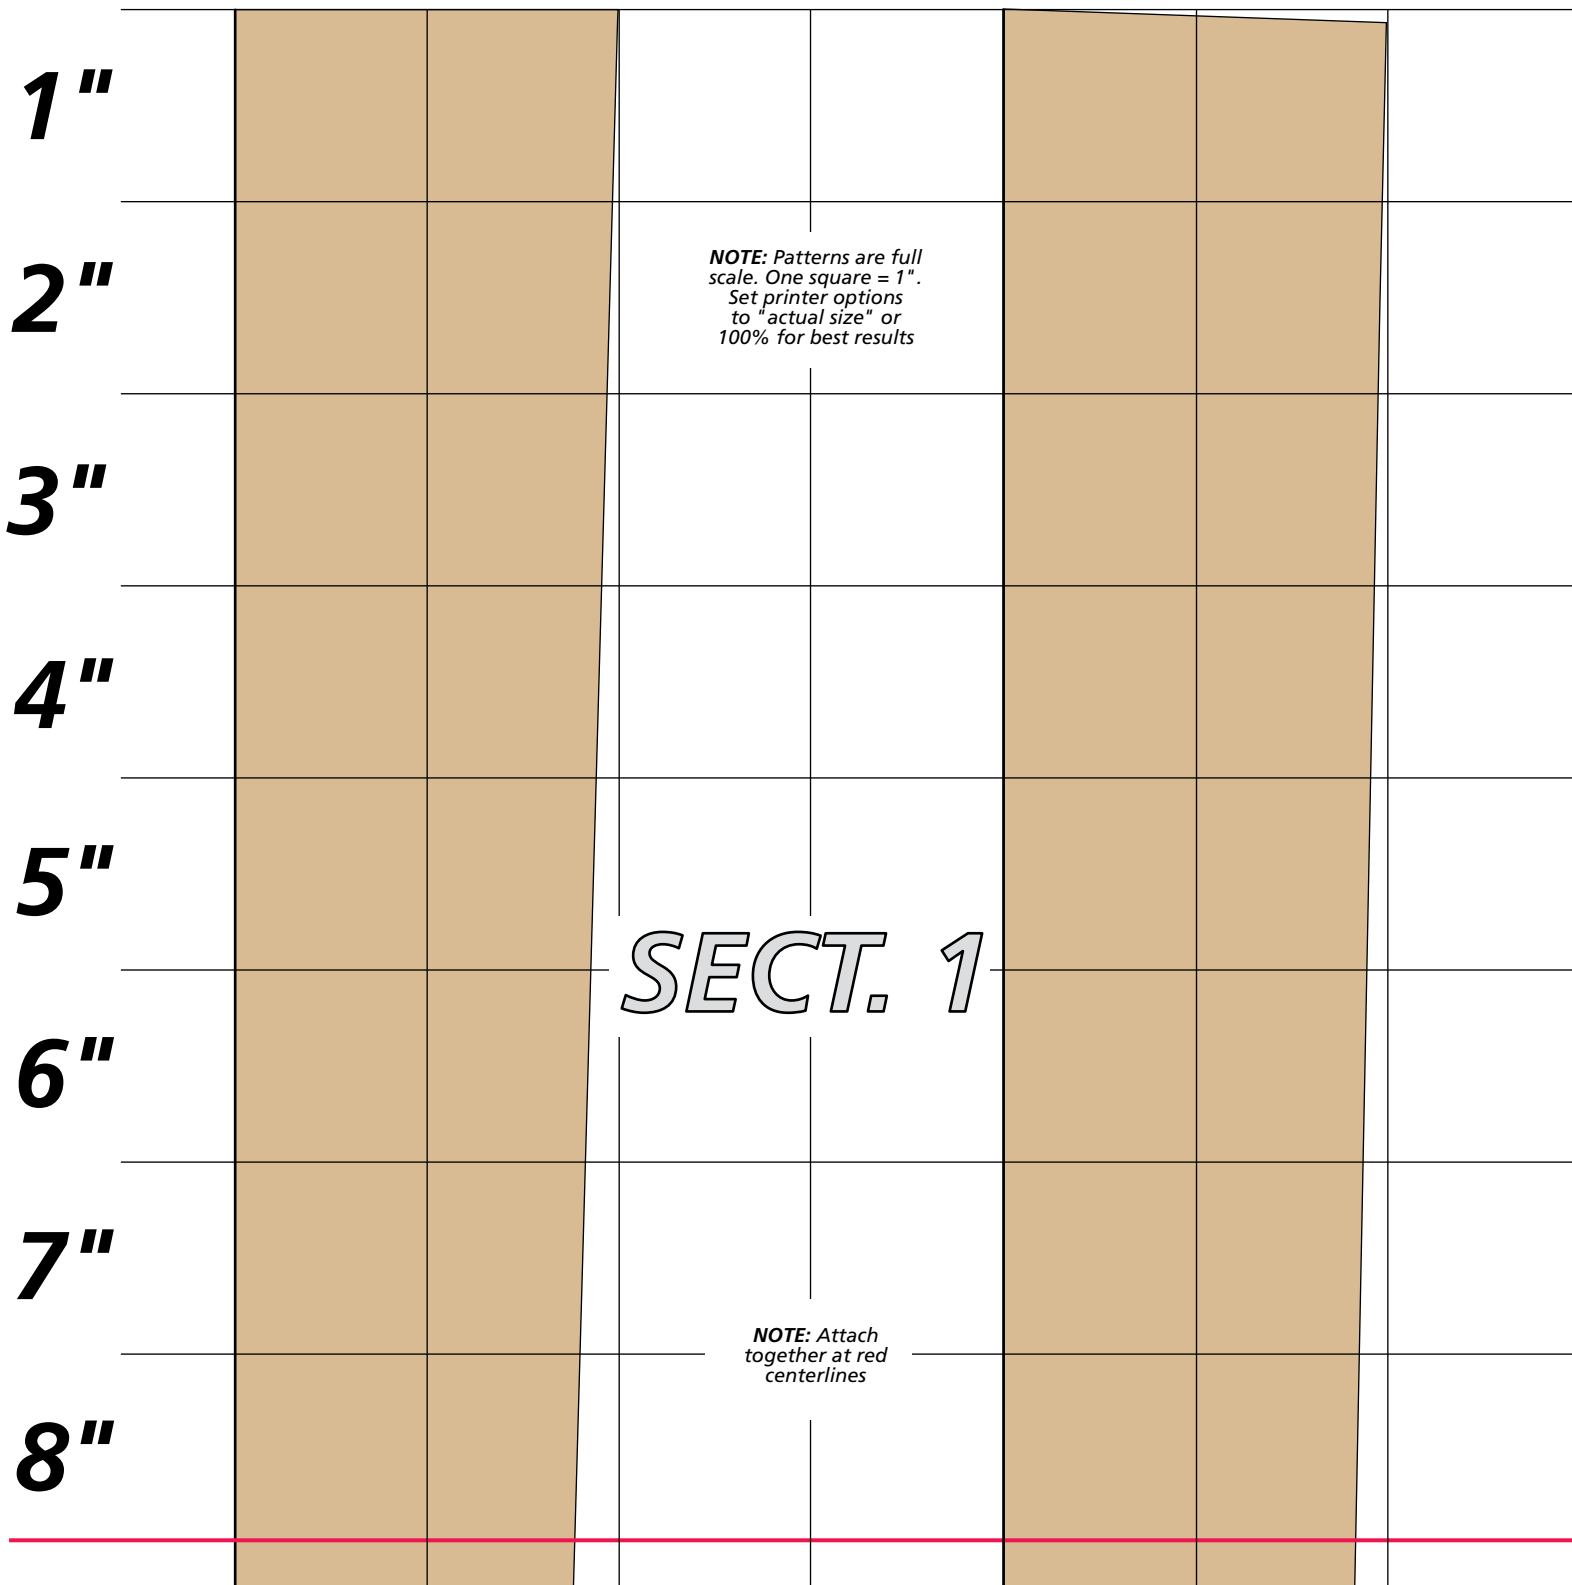 1"
2"
NOTE: Patterns are full
scale. One square = 1".
Set printer options
to "actual size" or
100% for best results
3"
4"
5"
SECT. 1
6"
7"
NOTE: Attach
together at red
centerlines
8"